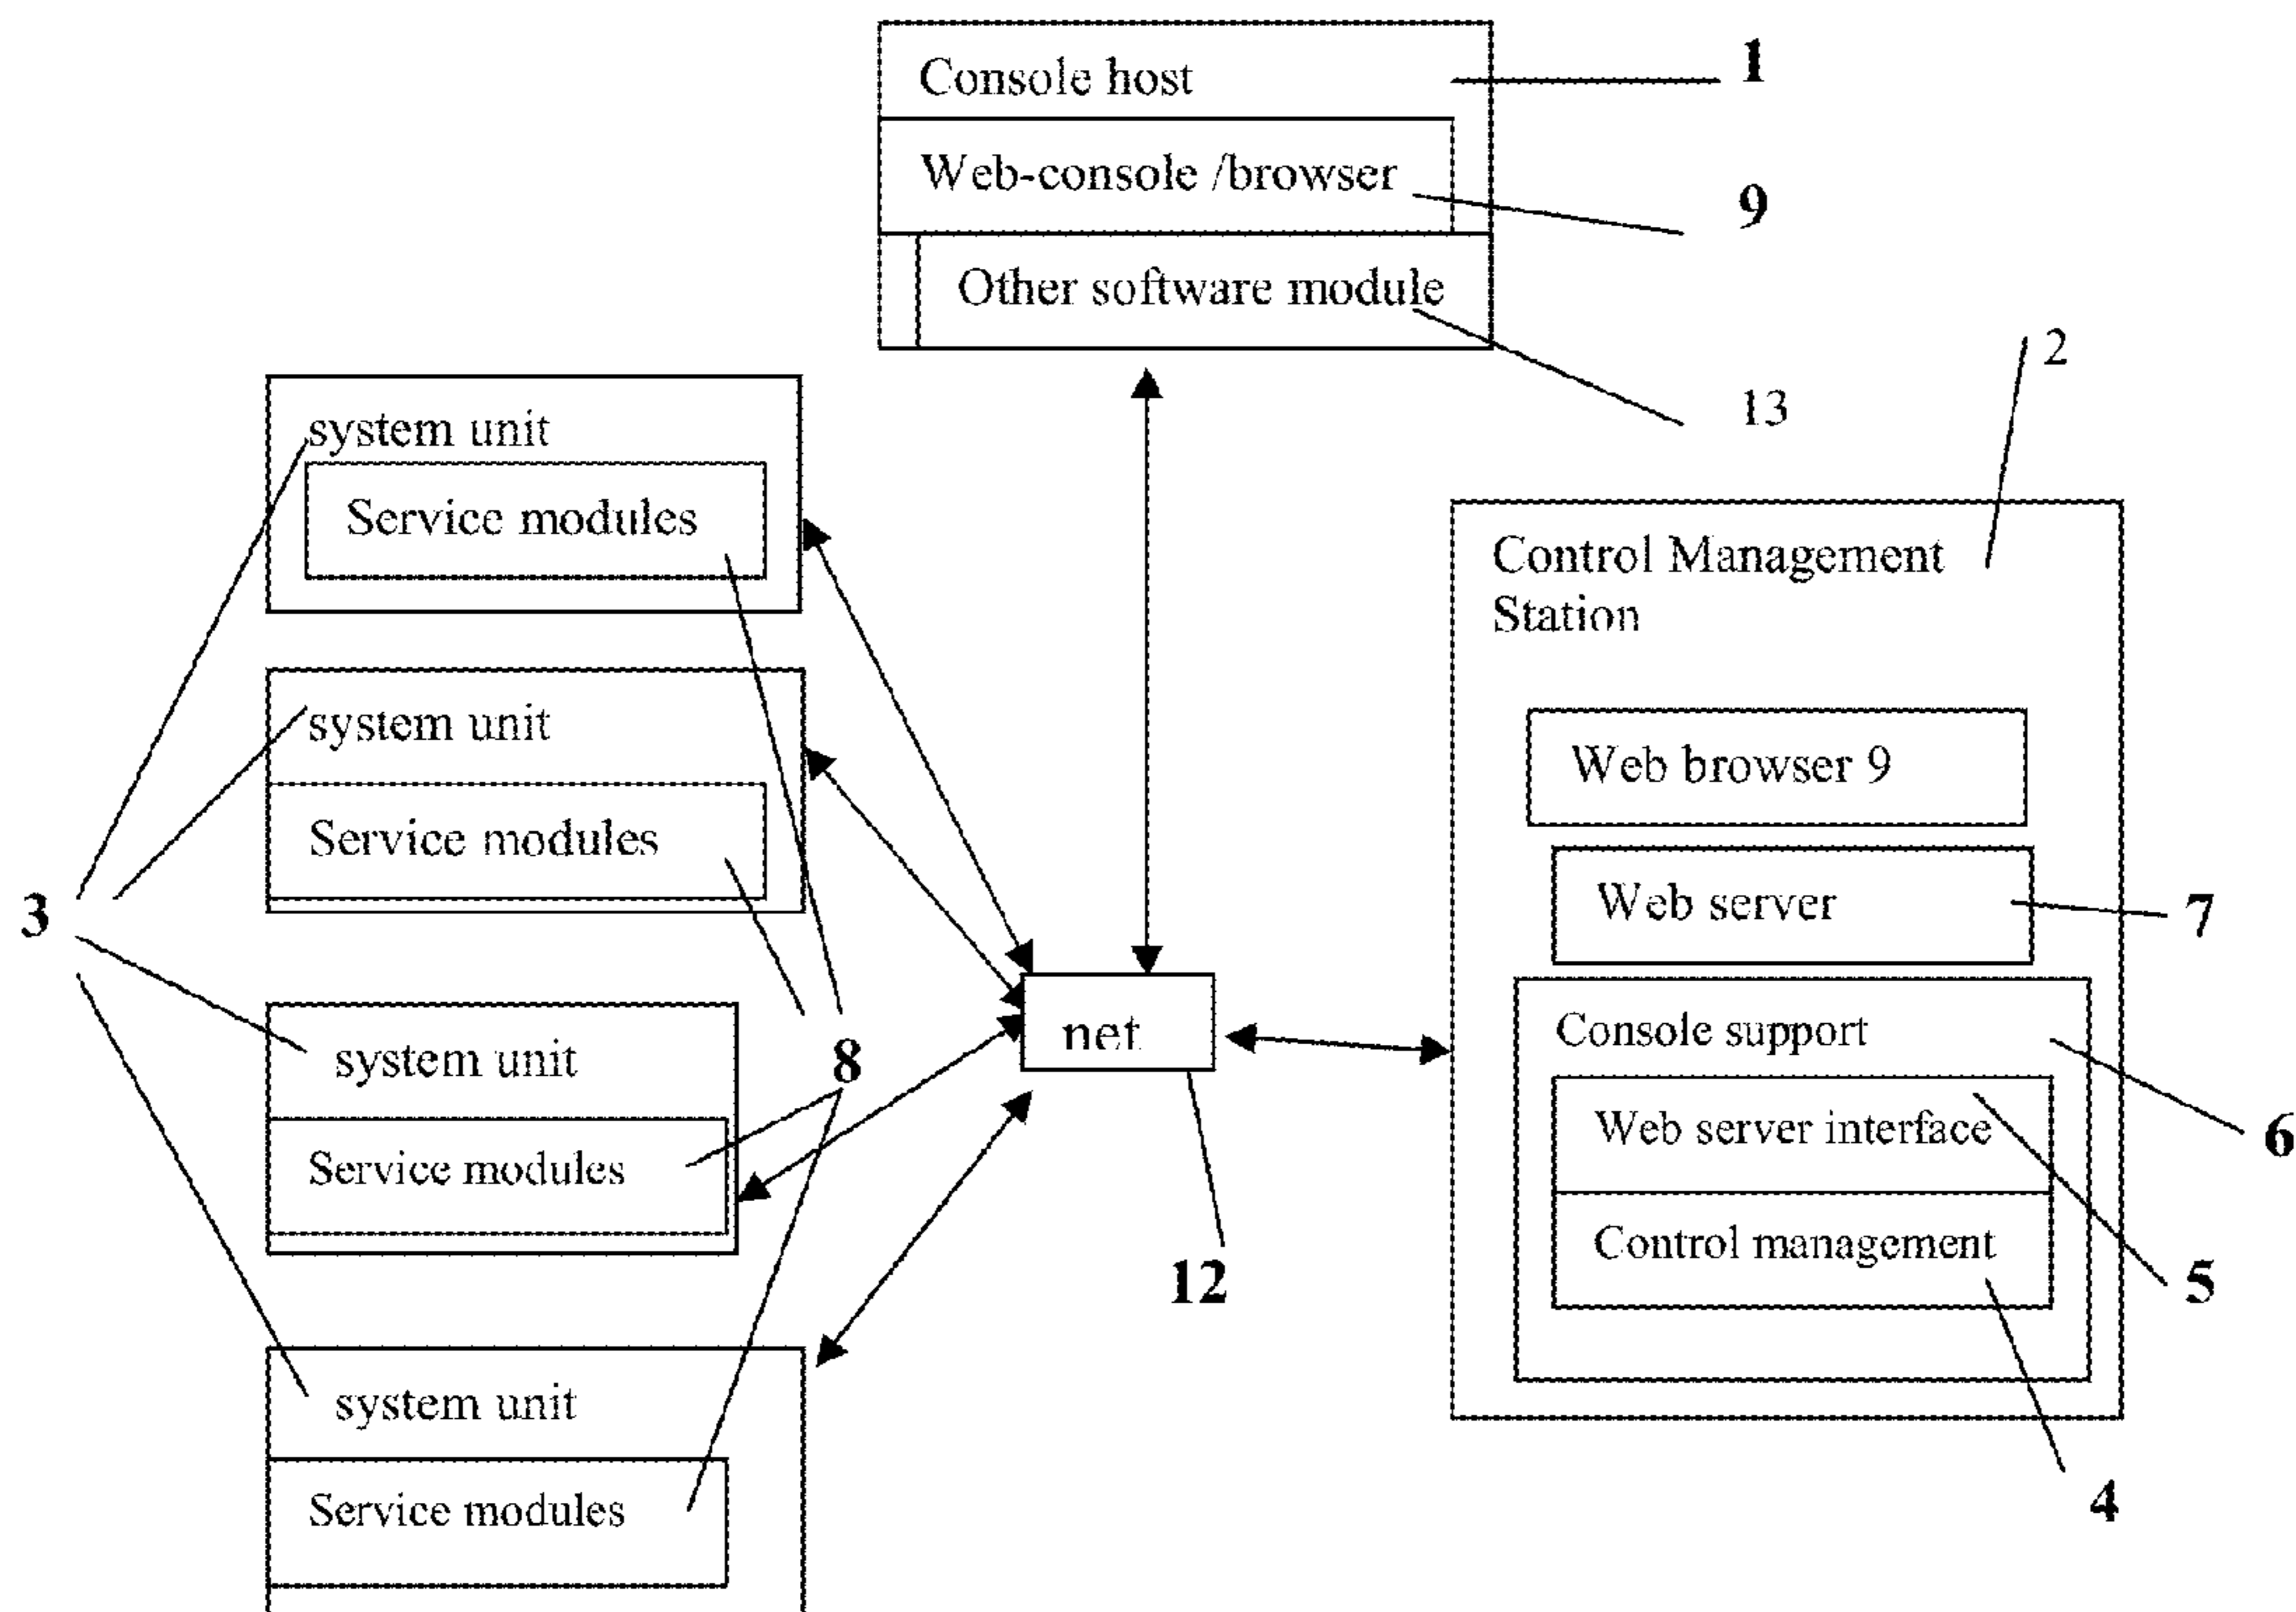 Console host
1
Web-console /browser
9
Other software module
13
2
system unit
Service modules
Control Management
Station
system unit
Service modules
Web browser 9
Web server
7
3
system unit
Service modules
8
net
12
Console support
6
Web server interface
5
Control management
4
system unit
Service modules